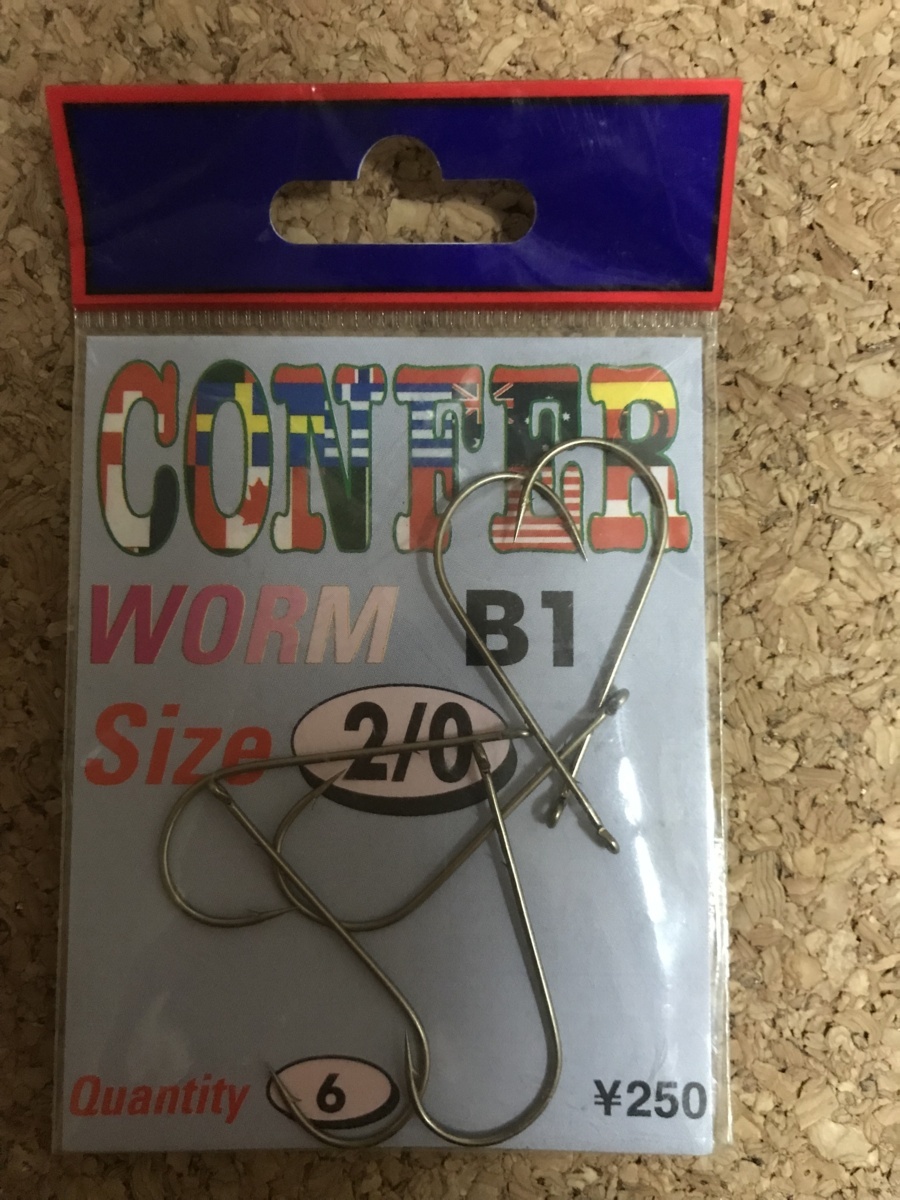 CONFER
WORM B1
Size 2/0
Quantity 6 ¥250